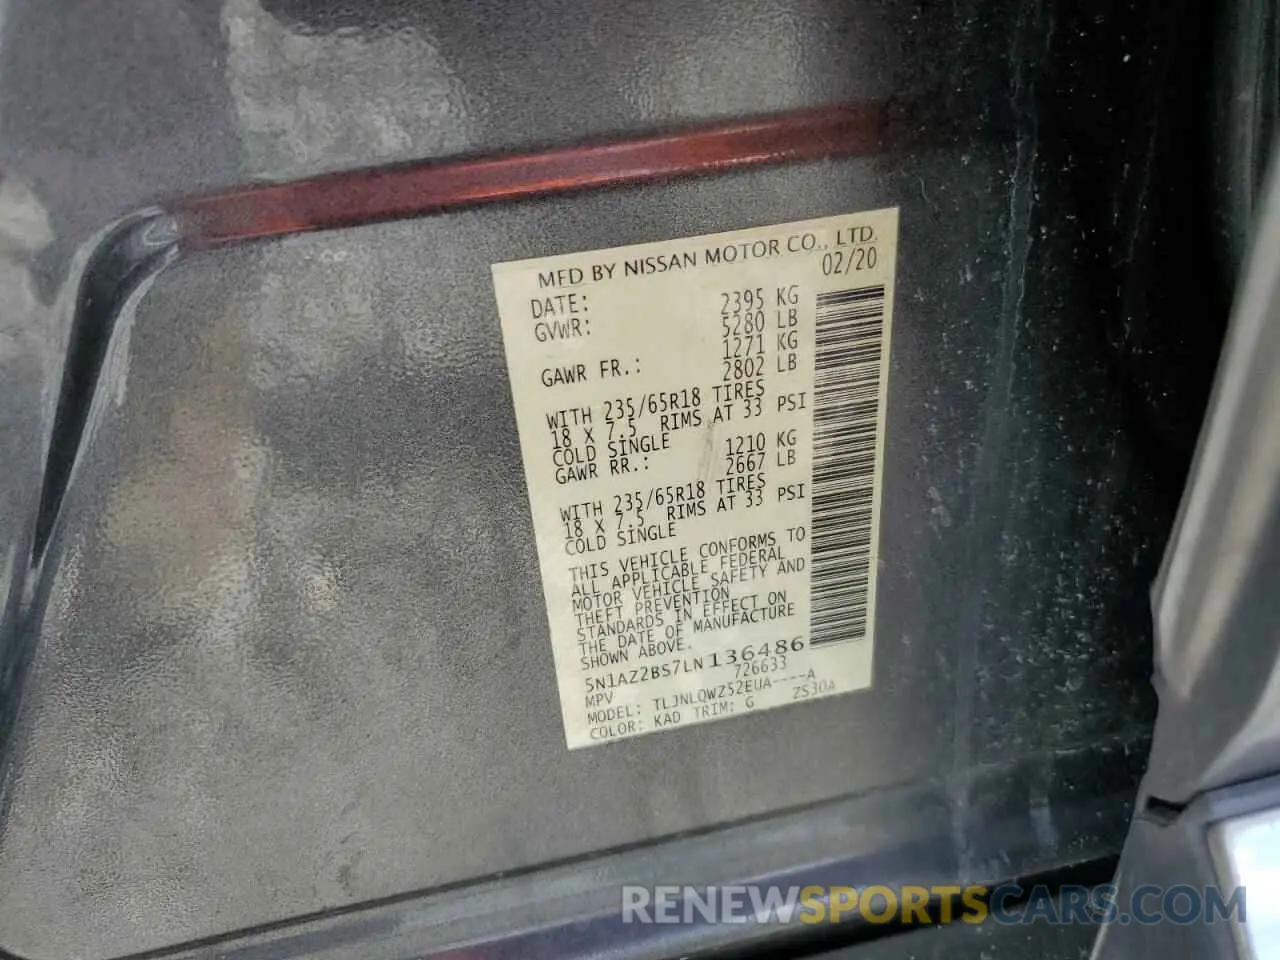 MFD BY NISSAN MOTOR CO., LTD.
DATE: 02/20
GVWR: 2395 KG
5280 LB
GAWR FR.: 1271 KG
2802 LB
WITH 235/65R18 TIRES
18 X 7.5 RIMS AT 33 PSI
COLD SINGLE
GAWR RR.: 1210 KG
2667 LB
WITH 235/65R18 TIRES
18 X 7.5 RIMS AT 33 PSI
COLD SINGLE
THIS VEHICLE CONFORMS TO
ALL APPLICABLE FEDERAL
MOTOR VEHICLE SAFETY AND
THEFT PREVENTION
STANDARDS IN EFFECT ON
THE DATE OF MANUFACTURE
SHOWN ABOVE.
5N1AZ2BS7LN136486
MPV 726633
MODEL: TLJNLQWZ52EUA----A
COLOR: KAD TRIM: G ZS30A
RENEWSPORTSCARS.COM